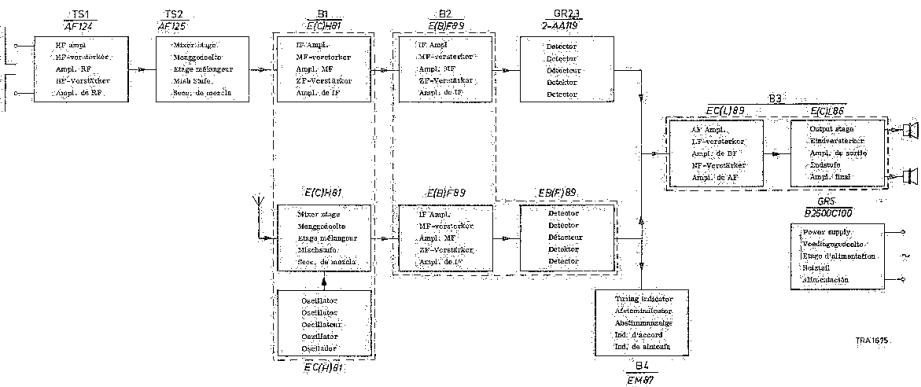 TS1
AF124
HF ampl
HF-versterker
Ampl. RF
HF-Verstärker
Ampl. de RF
TS2
AF125
Mixer stage
Menggedeelte
Etage mélangeur
Mischstufe
Secc. de mezcla
B1
E(C)H81
IF Ampl.
MF-versterker
Ampl. MF
ZF-Verstärker
Ampl. de IF
B2
E(B)F89
IF Ampl
MF-versterker
Ampl. MF
ZF-Verstärker
Ampl. de IF
GR2,3
2-AA119
Detector
Detector
Détecteur
Detektor
Detector
B3
EC(L)86
Af Ampl.
LF-versterker
Ampl. de BF
NF-Verstärker
Ampl. de AF
E(C)L86
Output stage
Eindversterker
Ampl. de sortie
Endstufe
Ampl. final
E(C)H81
Mixer stage
Menggedeelte
Etage mélangeur
Mischstufe
Secc. de mezcla
E(B)F89
IF Ampl.
MF-versterker
Ampl. MF
ZF-Verstärker
Ampl. de IF
EB(F)89
Detector
Detector
Détecteur
Detektor
Detector
GR5
B250C100
Power supply
Voedingsgedeelte
Etage d'alimentation
Netzteil
Alimentación
~
Oscillator
Oscillator
Oscillateur
Oszillator
Oscilador
EC(H)81
Tuning indicator
Afstemindicator
Abstimmanzeige
Ind. d'accord
Ind. de sintonía
B4
EM87
TRA1675